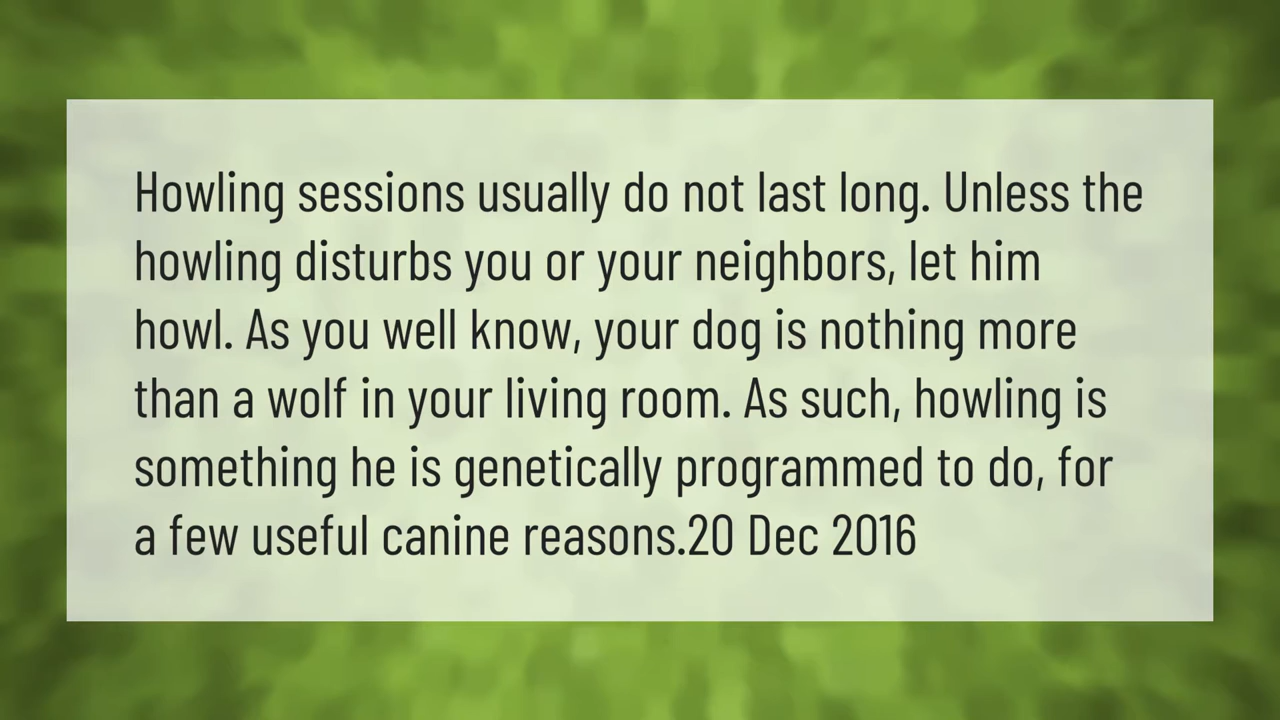 Howling sessions usually do not last long. Unless the
howling disturbs you or your neighbors, let him
howl. As you well know, your dog is nothing more
than a wolf in your living room. As such, howling is
something he is genetically programmed to do, for
a few useful canine reasons.20 Dec 2016